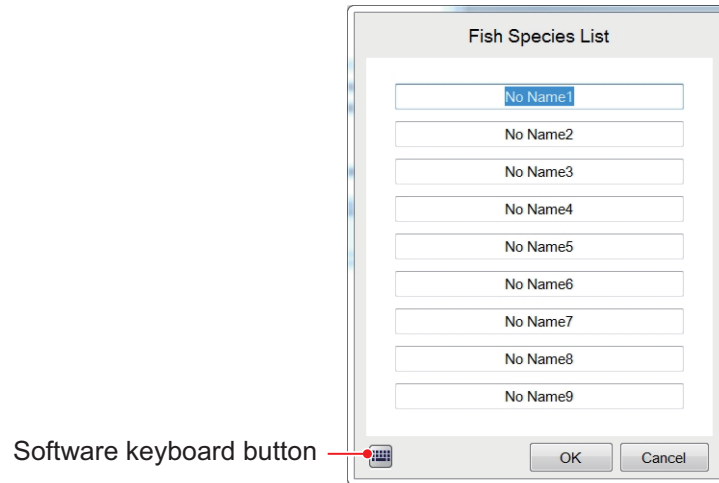 Fish Species List
No Name1
No Name2
No Name3
No Name4
No Name5
No Name6
No Name7
No Name8
No Name9
Software keyboard button
OK Cancel